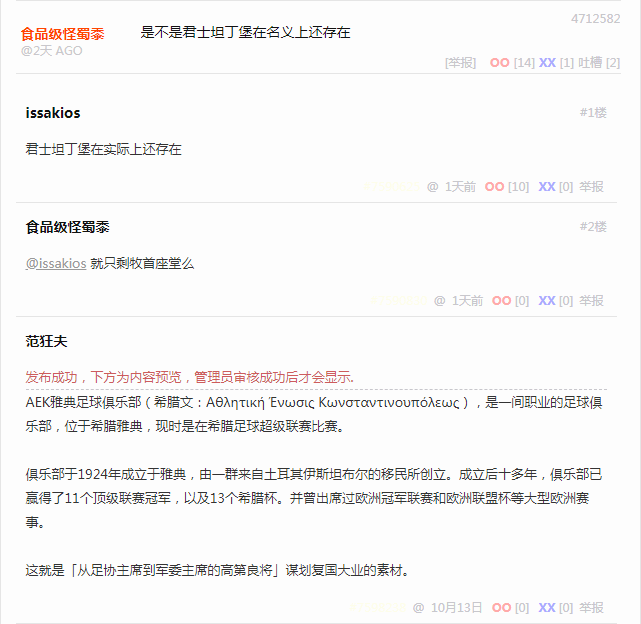 食品级怪蜀黍 是不是君士坦丁堡在名义上还存在 4712582
@2天 AGO
[举报] OO [14] XX [1] 吐槽 [2]
issakios #1楼
君士坦丁堡在实际上还存在
@ 1天前 OO [10] XX [0] 举报
食品级怪蜀黍 #2楼
@issakios 就只剩牧首座堂么
@ 1天前 OO [0] XX [0] 举报
范狂夫
发布成功，下方为内容预览，管理员审核成功后才会显示.
AEK雅典足球俱乐部（希腊文：Αθλητική Ένωσις Κωνσταντινουπόλεως），是一间职业的足球俱
乐部，位于希腊雅典，现时是在希腊足球超级联赛比赛。
俱乐部于1924年成立于雅典，由一群来自土耳其伊斯坦布尔的移民所创立。成立后十多年，俱乐部已
赢得了11个顶级联赛冠军，以及13个希腊杯。并曾出席过欧洲冠军联赛和欧洲联盟杯等大型欧洲赛
事。
这就是「从足协主席到军委主席的高第良将」谋划复国大业的素材。
@ 10月13日 OO [0] XX [0] 举报